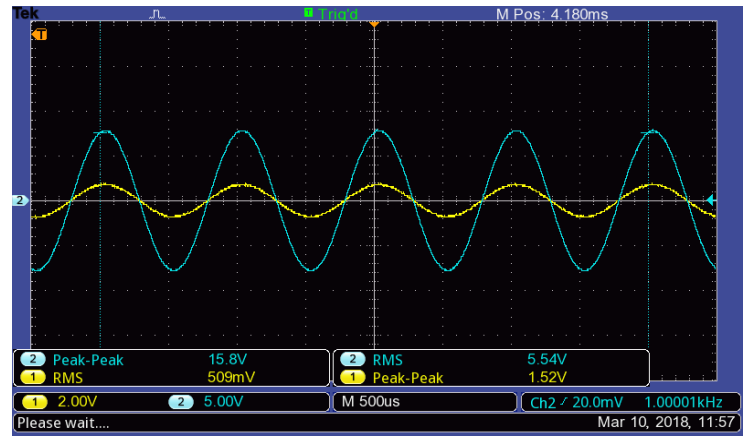 Tek T Trig'd M Pos: 4.180ms
T
2
2 Peak-Peak 15.8V 2 RMS 5.54V
1 RMS 509mV 1 Peak-Peak 1.52V
1 2.00V 2 5.00V M 500us Ch2 20.0mV 1.00001kHz
Please wait.... Mar 10, 2018, 11:57